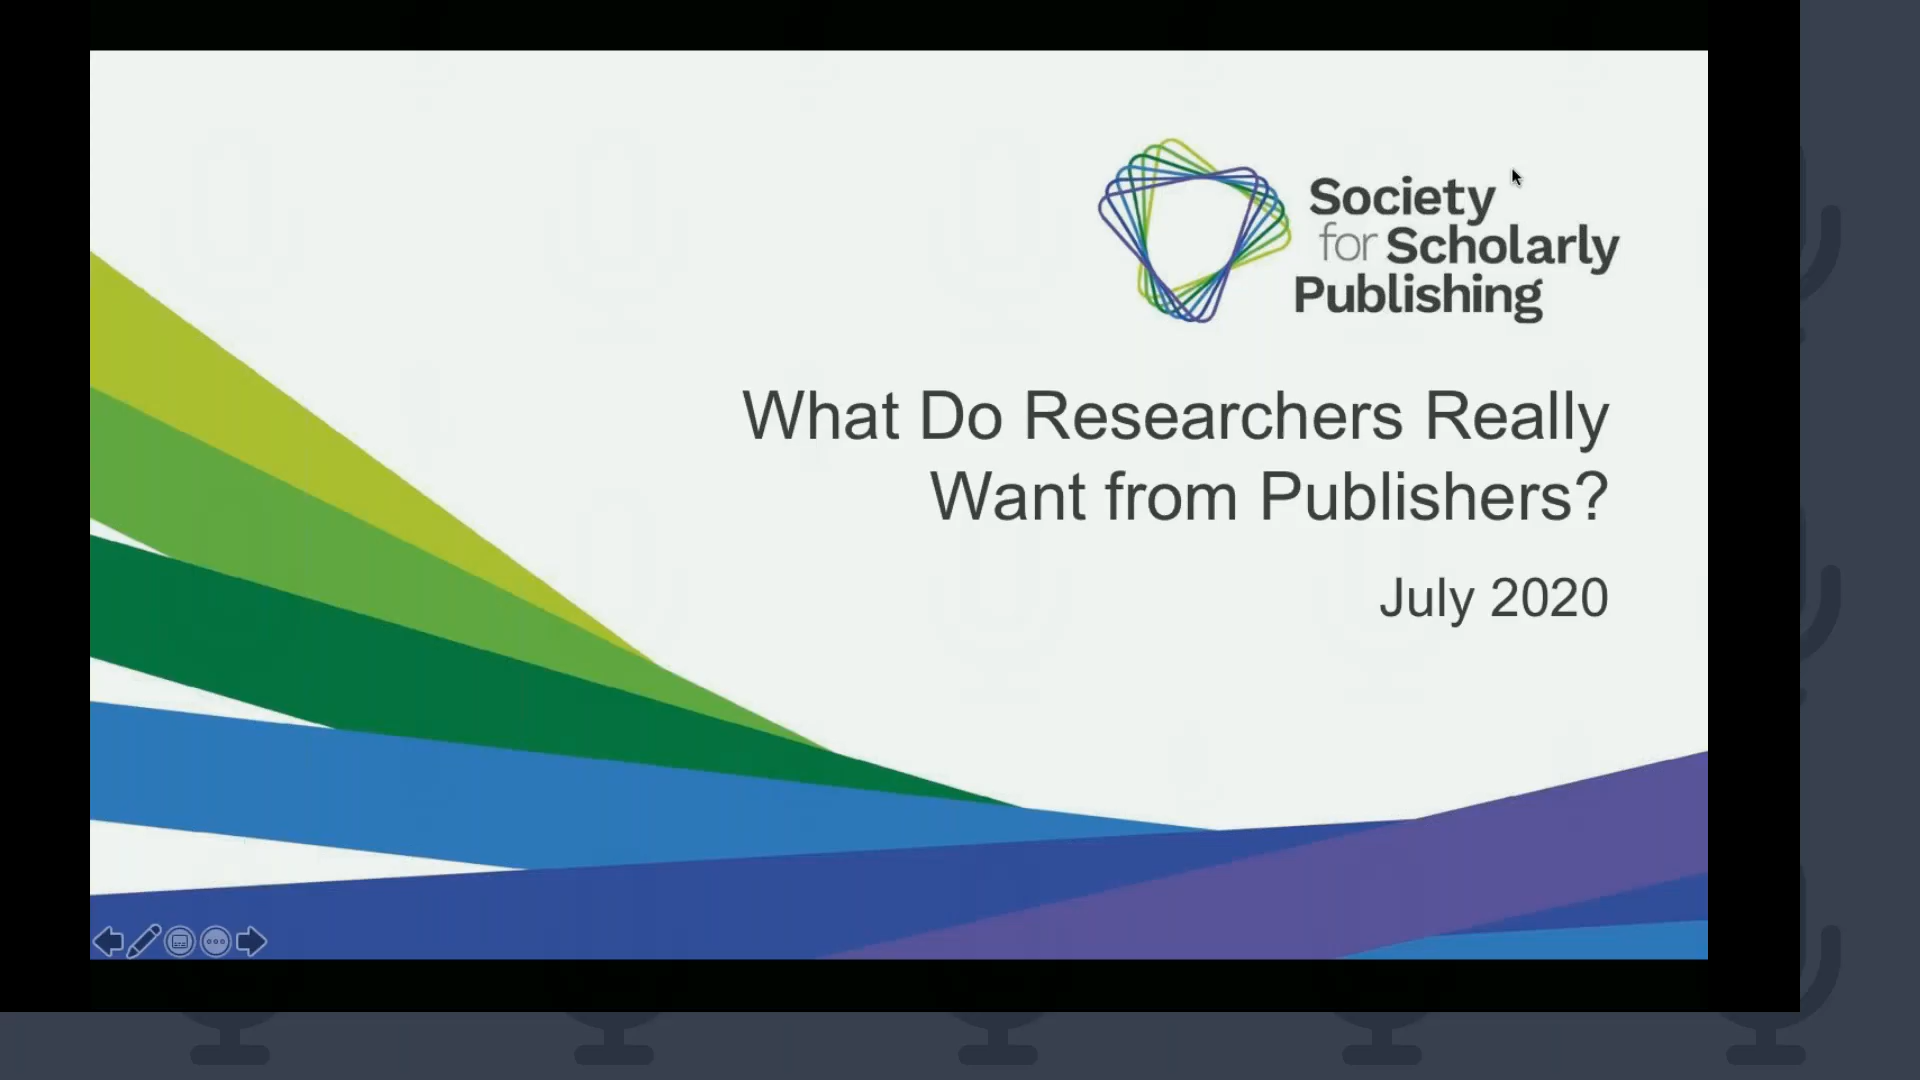 Society
for Scholarly
Publishing
What Do Researchers Really
Want from Publishers?
July 2020